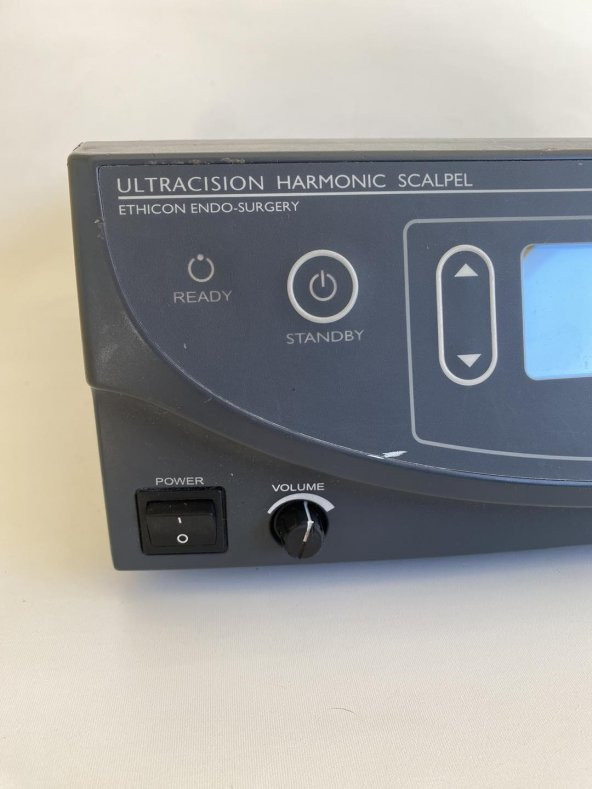 ULTRACISION HARMONIC SCALPEL
ETHICON ENDO-SURGERY
READY
STANDBY
POWER
VOLUME
I
O